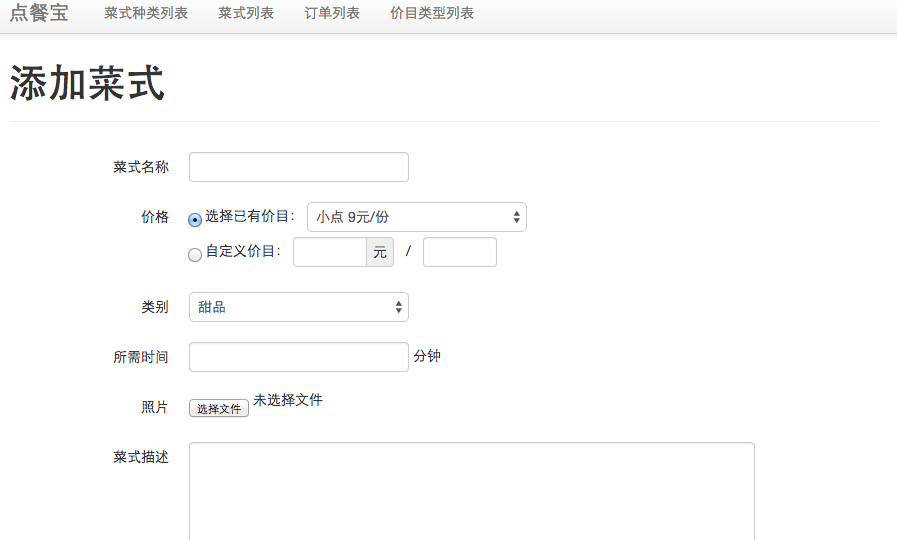 点餐宝 菜式种类列表 菜式列表 订单列表 价目类型列表
添加菜式
菜式名称
价格 选择已有价目： 小点 9元/份
自定义价目： 元 /
类别 甜品
所需时间 分钟
照片 选择文件 未选择文件
菜式描述